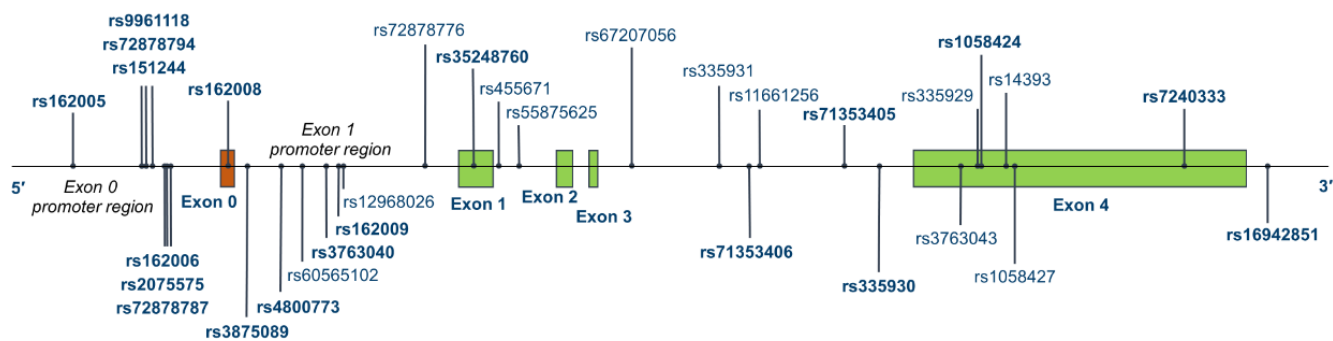 rs9961118
rs72878794
rs151244
rs162005
rs162008
rs72878776
rs35248760
rs455671
rs55875625
rs67207056
rs335931
rs11661256
rs71353405
rs335929
rs1058424
rs14393
rs7240333
Exon 1
promoter region
5′
Exon 0
promoter region
Exon 0
Exon 1
Exon 2
Exon 3
Exon 4
3′
rs162006
rs2075575
rs72878787
rs3875089
rs4800773
rs60565102
rs3763040
rs162009
rs12968026
rs71353406
rs335930
rs3763043
rs1058427
rs16942851